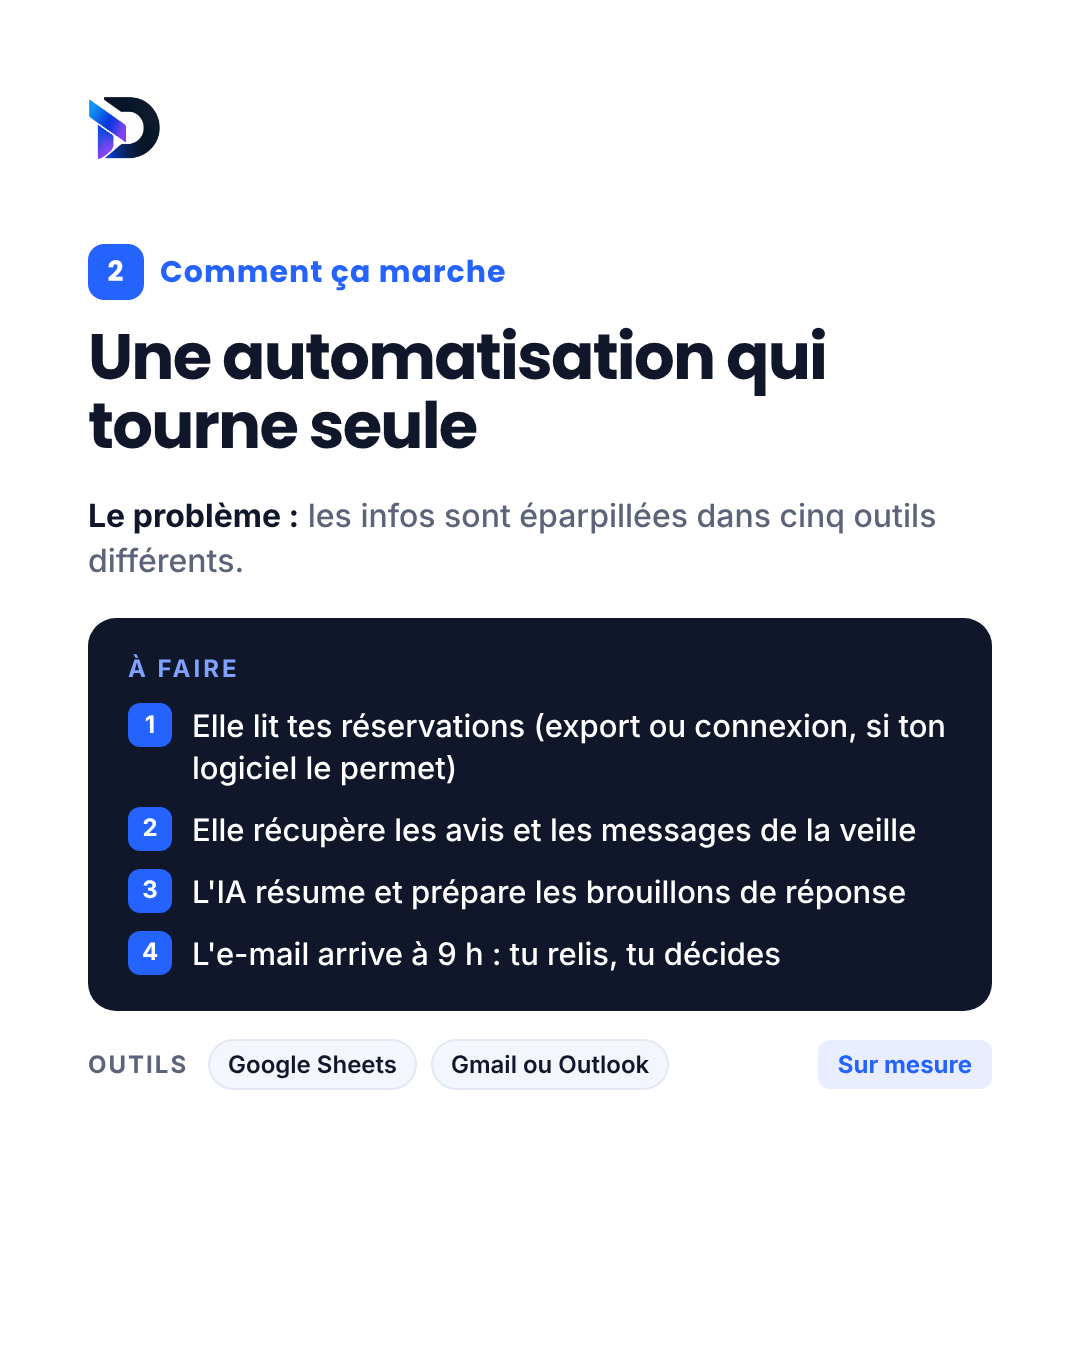 2 Comment ça marche
Une automatisation qui
tourne seule
Le problème : les infos sont éparpillées dans cinq outils
différents.
À FAIRE
1 Elle lit tes réservations (export ou connexion, si ton
logiciel le permet)
2 Elle récupère les avis et les messages de la veille
3 L'IA résume et prépare les brouillons de réponse
4 L'e-mail arrive à 9 h : tu relis, tu décides
OUTILS Google Sheets Gmail ou Outlook Sur mesure